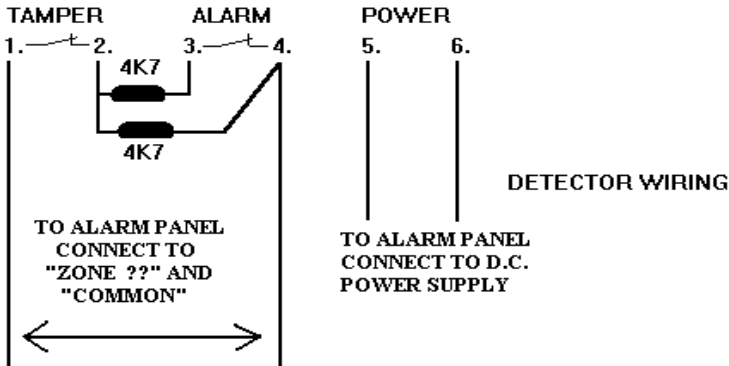 TAMPER ALARM POWER
1. 2. 3. 4. 5. 6.
4K7
4K7
DETECTOR WIRING
TO ALARM PANEL
CONNECT TO
"ZONE ??" AND
"COMMON"
TO ALARM PANEL
CONNECT TO D.C.
POWER SUPPLY